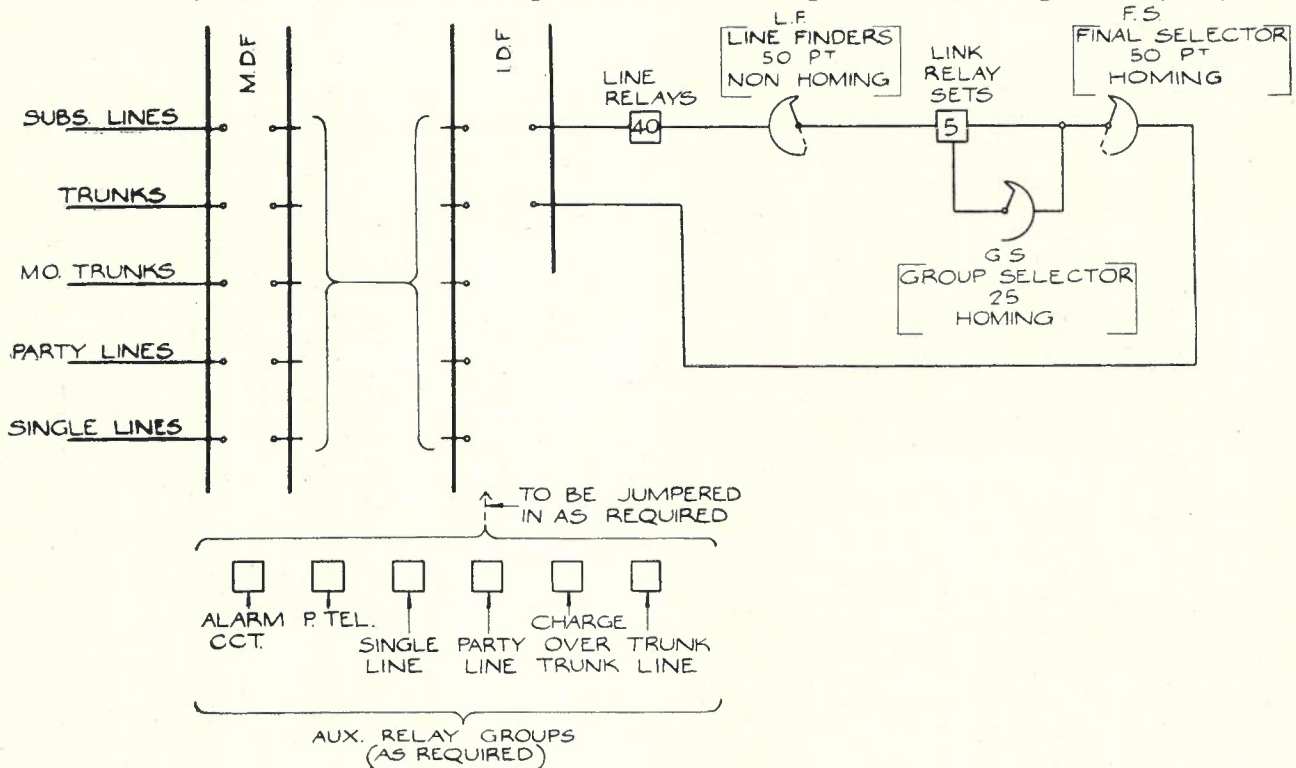 M.D.F
I.D.F
L.F.
LINE FINDERS
50 PT
NON HOMING
F.S.
FINAL SELECTOR
50 PT
HOMING
LINE
RELAYS
40
LINK
RELAY
SETS
5
G S
GROUP SELECTOR
25
HOMING
SUBS. LINES
TRUNKS
M.O. TRUNKS
PARTY LINES
SINGLE LINES
TO BE JUMPERED
IN AS REQUIRED
ALARM
CCT.
P. TEL.
SINGLE
LINE
PARTY
LINE
CHARGE
OVER
TRUNK
TRUNK
LINE
AUX. RELAY GROUPS
(AS REQUIRED)